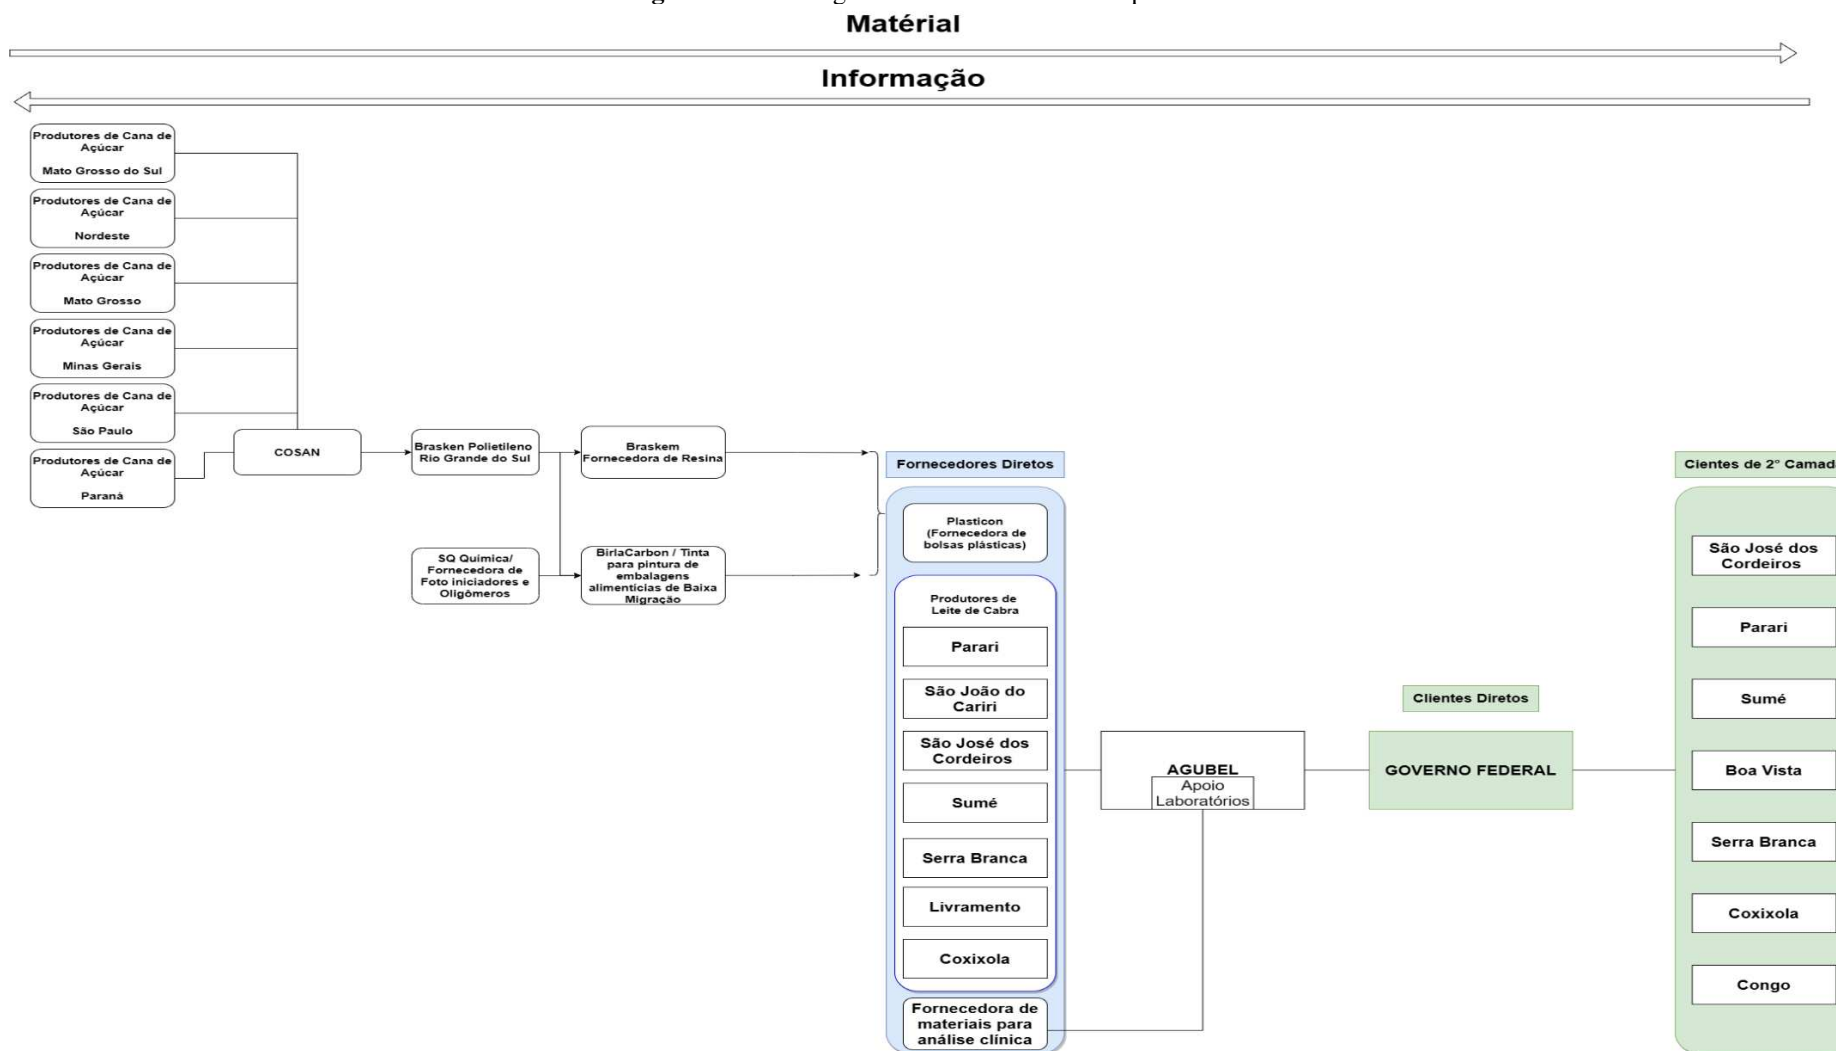 Matérial
Informação
Produtores de Cana de
Açúcar
Mato Grosso do Sul
Produtores de Cana de
Açúcar
Nordeste
Produtores de Cana de
Açúcar
Mato Grosso
Produtores de Cana de
Açúcar
Minas Gerais
Produtores de Cana de
Açúcar
São Paulo
Produtores de Cana de
Açúcar
Paraná
COSAN
Brasken Polietileno
Rio Grande do Sul
Braskem
Fornecedora de Resina
SQ Química/
Fornecedora de
Foto iniciadores e
Oligômeros
BirlaCarbon / Tinta
para pintura de
embalagens
alimentícias de Baixa
Migração
Fornecedores Diretos
Plasticon
(Fornecedora de
bolsas plásticas)
Produtores de
Leite de Cabra
Parari
São João do
Cariri
São José dos
Cordeiros
Sumé
Serra Branca
Livramento
Coxixola
Fornecedora de
materiais para
análise clínica
AGUBEL
Apoio
Laboratórios
Clientes Diretos
GOVERNO FEDERAL
Cientes de 2° Camad
São José dos
Cordeiros
Parari
Sumé
Boa Vista
Serra Branca
Coxixola
Congo